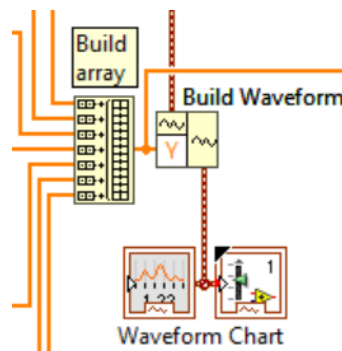 Build
array
Build Waveform
Y
1
1.23
Waveform Chart